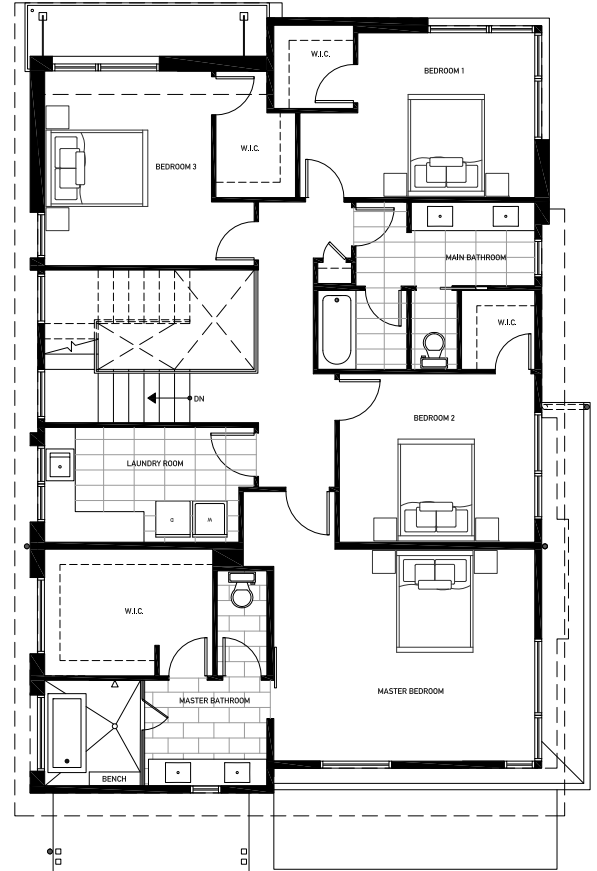 W.I.C.
BEDROOM 1
W.I.C.
BEDROOM 3
MAIN BATHROOM
W.I.C.
DN
BEDROOM 2
LAUNDRY ROOM
D
W
W.I.C.
MASTER BEDROOM
MASTER BATHROOM
BENCH